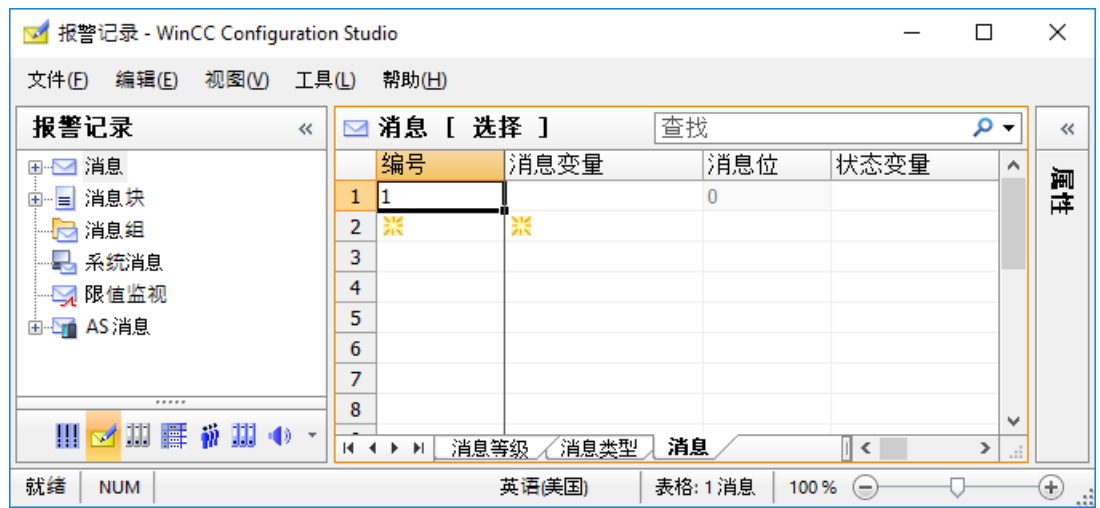 报警记录 - WinCC Configuration Studio
文件(F) 编辑(E) 视图(V) 工具(L) 帮助(H)
报警记录 «
消息
消息块
消息组
系统消息
限值监视
AS 消息
消息 [ 选择 ] 查找
编号 消息变量 消息位 状态变量
1 1 0
2
3
4
5
6
7
8
消息等级 消息类型 消息
« 属性
就绪 NUM 英语(美国) 表格: 1 消息 100 %